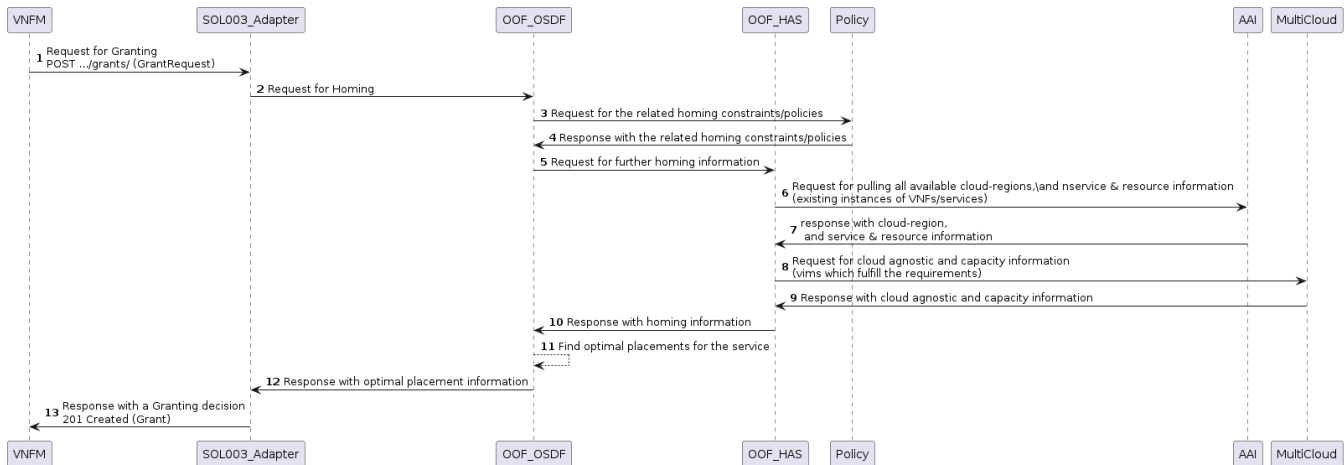 VNFM SOL003_Adapter OOF_OSDF OOF_HAS Policy AAI MultiCloud
1 Request for Granting
POST .../grants/ (GrantRequest)
2 Request for Homing
3 Request for the related homing constraints/policies
4 Response with the related homing constraints/policies
5 Request for further homing information
6 Request for pulling all available cloud-regions,\and nservice & resource information
(existing instances of VNFs/services)
7 response with cloud-region,
and service & resource information
8 Request for cloud agnostic and capacity information
(vims which fulfill the requirements)
9 Response with cloud agnostic and capacity information
10 Response with homing information
11 Find optimal placements for the service
12 Response with optimal placement information
13 Response with a Granting decision
201 Created (Grant)
VNFM SOL003_Adapter OOF_OSDF OOF_HAS Policy AAI MultiCloud